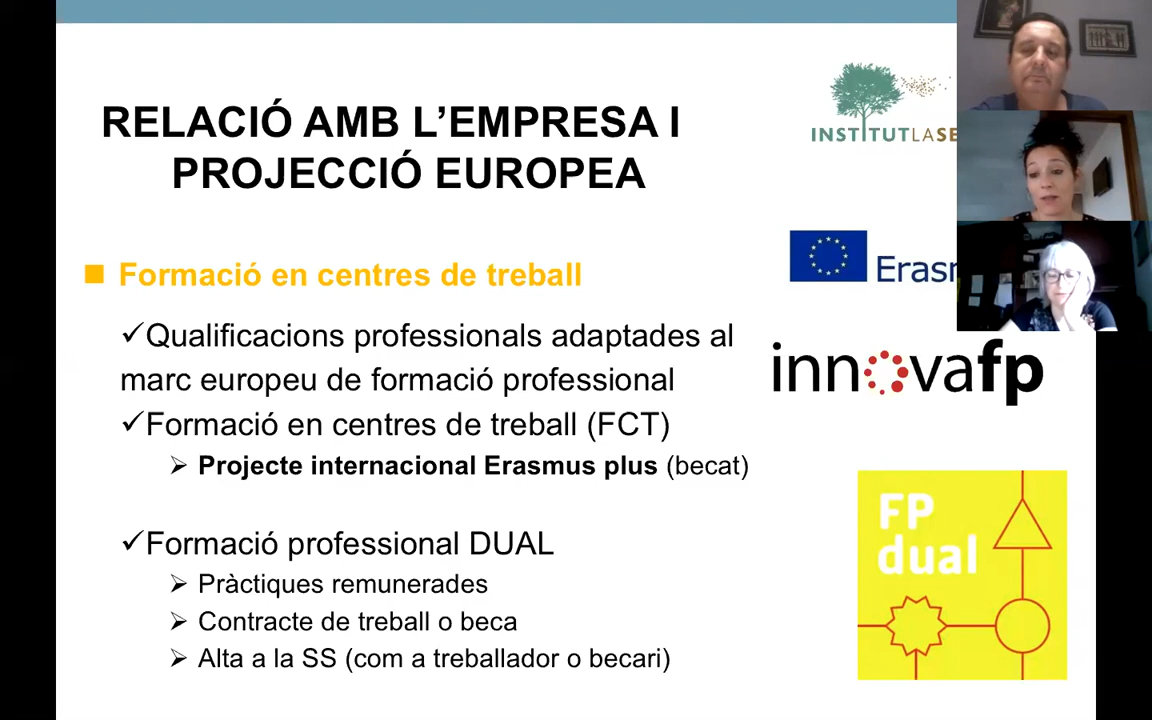 RELACIÓ AMB L’EMPRESA I
PROJECCIÓ EUROPEA
INSTITUTLASE
Formació en centres de treball
Erasm
✓Qualificacions professionals adaptades al
marc europeu de formació professional
innovafp
✓Formació en centres de treball (FCT)
➢ Projecte internacional Erasmus plus (becat)
FP
dual
✓Formació professional DUAL
➢ Pràctiques remunerades
➢ Contracte de treball o beca
➢ Alta a la SS (com a treballador o becari)